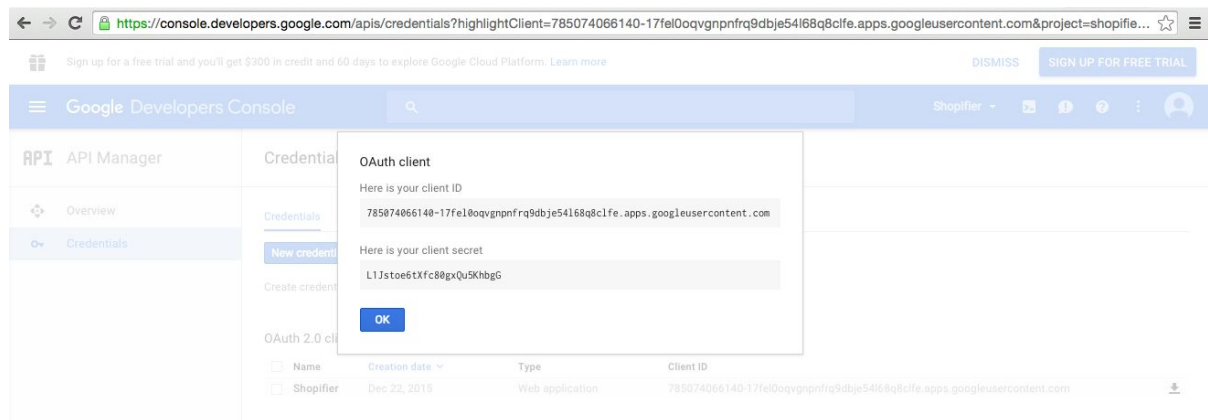 https://console.developers.google.com/apis/credentials?highlightClient=785074066140-17fel0oqvgnpnfrq9dbje54l68q8clfe.apps.googleusercontent.com&project=shopifie...
Sign up for a free trial and you'll get $300 in credit and 60 days to explore Google Cloud Platform. Learn more DISMISS SIGN UP FOR FREE TRIAL
Google Developers Console Shopifier
API API Manager Credential
OAuth client
Here is your client ID
Overview
Credentials
785074066140-17fel0oqvgnpnfrq9dbje54l68q8clfe.apps.googleusercontent.com
Credentials
New credenti
Here is your client secret
L1Jstoe6tXfc80gxQu5KhbgG
Create credent
OK
OAuth 2.0 cli
Name Creation date Type Client ID
Shopifier Dec 22, 2015 Web application 785074066140-17fel0oqvgnpnfrq9dbje54l68q8clfe.apps.googleusercontent.com